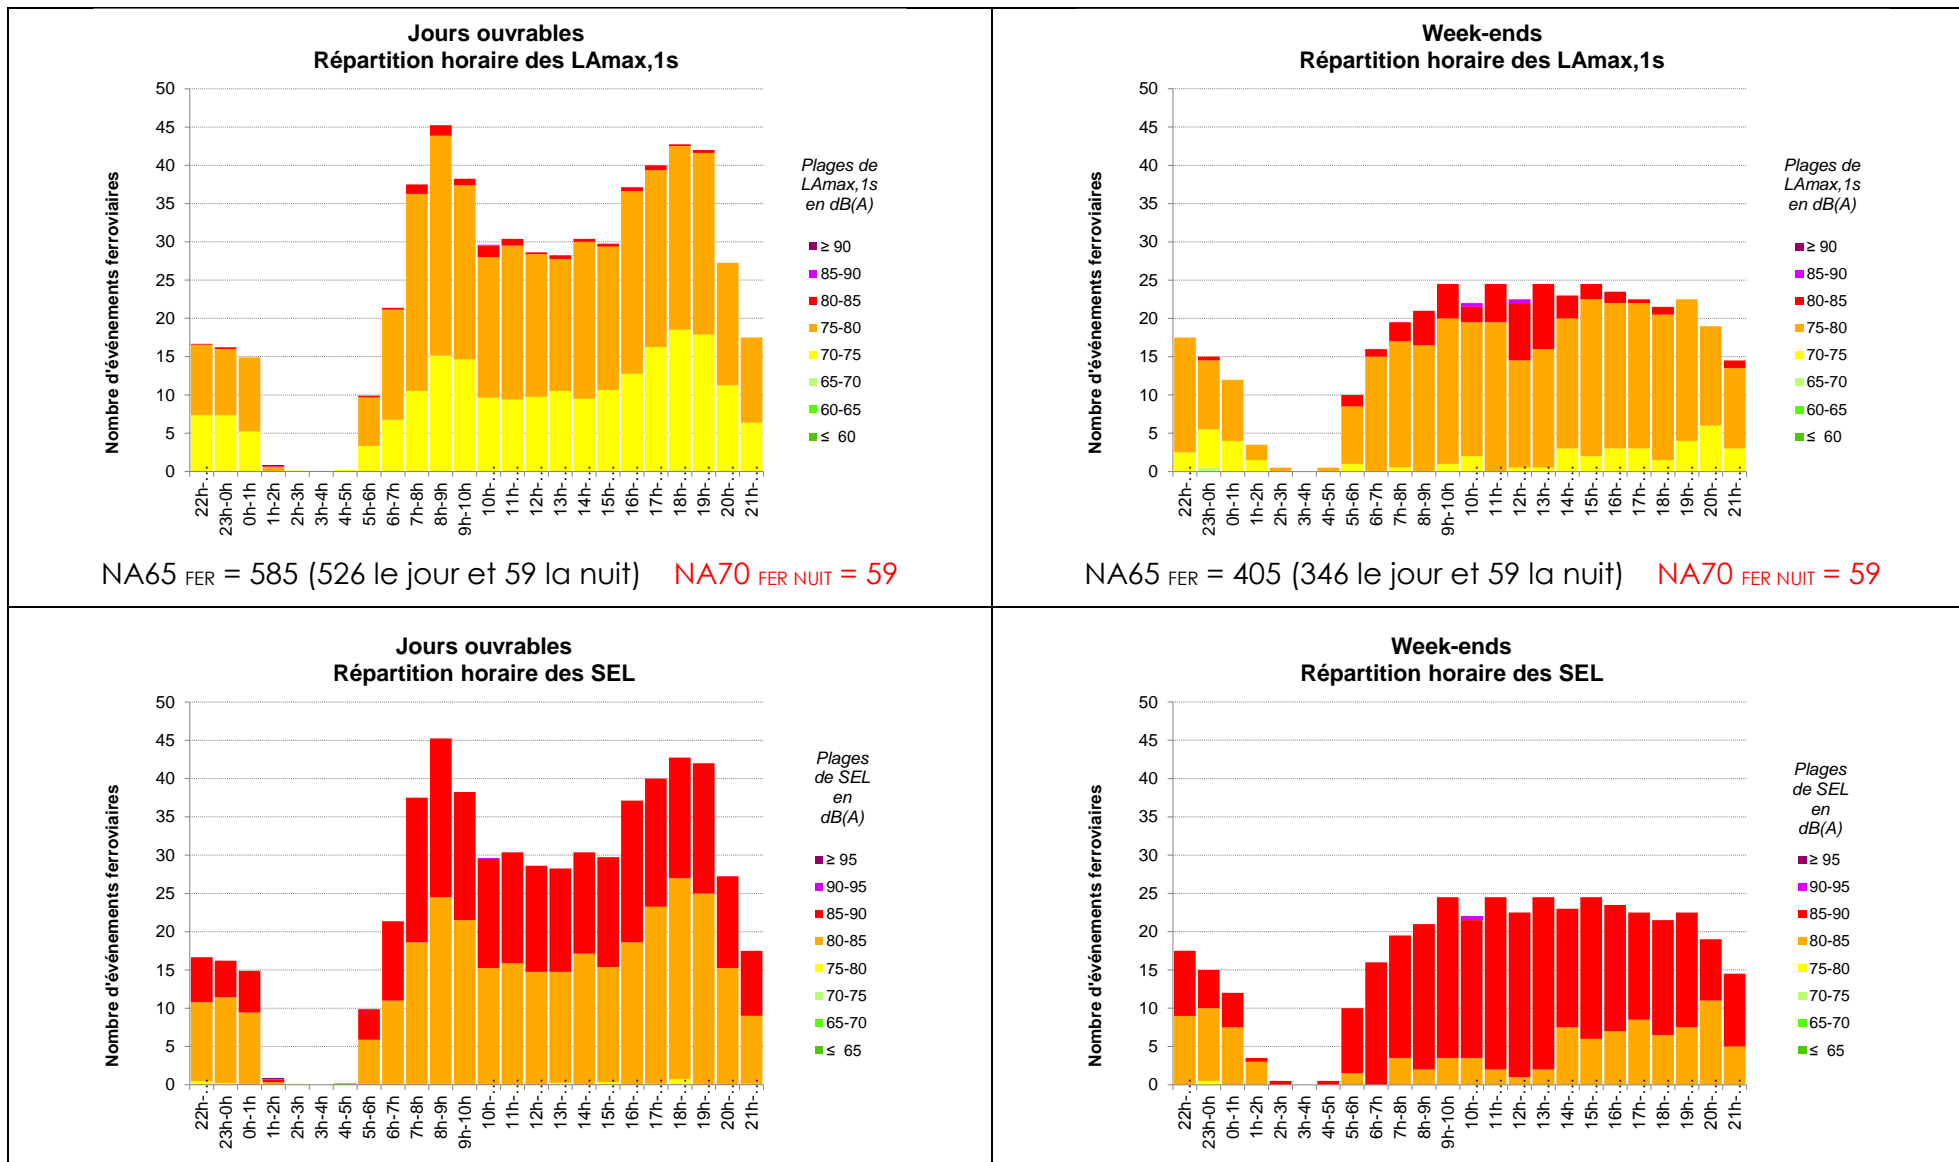 Jours ouvrables
Répartition horaire des LAmax,1s
Nombre d'événements ferroviaires
50
45
40
35
30
25
20
15
10
5
0
22h-..
23h-0h
0h-1h
1h-2h
2h-3h
3h-4h
4h-5h
5h-6h
6h-7h
7h-8h
8h-9h
9h-10h
10h-..
11h-..
12h-..
13h-..
14h-..
15h-..
16h-..
17h-..
18h-..
19h-..
20h-..
21h-..
Plages de
LAmax,1s
en dB(A)
≥ 90
85-90
80-85
75-80
70-75
65-70
60-65
≤ 60
NA65 FER = 585 (526 le jour et 59 la nuit) NA70 FER NUIT = 59
Week-ends
Répartition horaire des LAmax,1s
Nombre d'événements ferroviaires
50
45
40
35
30
25
20
15
10
5
0
22h-..
23h-0h
0h-1h
1h-2h
2h-3h
3h-4h
4h-5h
5h-6h
6h-7h
7h-8h
8h-9h
9h-10h
10h-..
11h-..
12h-..
13h-..
14h-..
15h-..
16h-..
17h-..
18h-..
19h-..
20h-..
21h-..
Plages de
LAmax,1s
en dB(A)
≥ 90
85-90
80-85
75-80
70-75
65-70
60-65
≤ 60
NA65 FER = 405 (346 le jour et 59 la nuit) NA70 FER NUIT = 59
Jours ouvrables
Répartition horaire des SEL
Nombre d'événements ferroviaires
50
45
40
35
30
25
20
15
10
5
0
22h-..
23h-0h
0h-1h
1h-2h
2h-3h
3h-4h
4h-5h
5h-6h
6h-7h
7h-8h
8h-9h
9h-10h
10h-..
11h-..
12h-..
13h-..
14h-..
15h-..
16h-..
17h-..
18h-..
19h-..
20h-..
21h-..
Plages
de SEL
en
dB(A)
≥ 95
90-95
85-90
80-85
75-80
70-75
65-70
≤ 65
Week-ends
Répartition horaire des SEL
Nombre d'événements ferroviaires
50
45
40
35
30
25
20
15
10
5
0
22h-..
23h-0h
0h-1h
1h-2h
2h-3h
3h-4h
4h-5h
5h-6h
6h-7h
7h-8h
8h-9h
9h-10h
10h-..
11h-..
12h-..
13h-..
14h-..
15h-..
16h-..
17h-..
18h-..
19h-..
20h-..
21h-..
Plages
de SEL
en
dB(A)
≥ 95
90-95
85-90
80-85
75-80
70-75
65-70
≤ 65